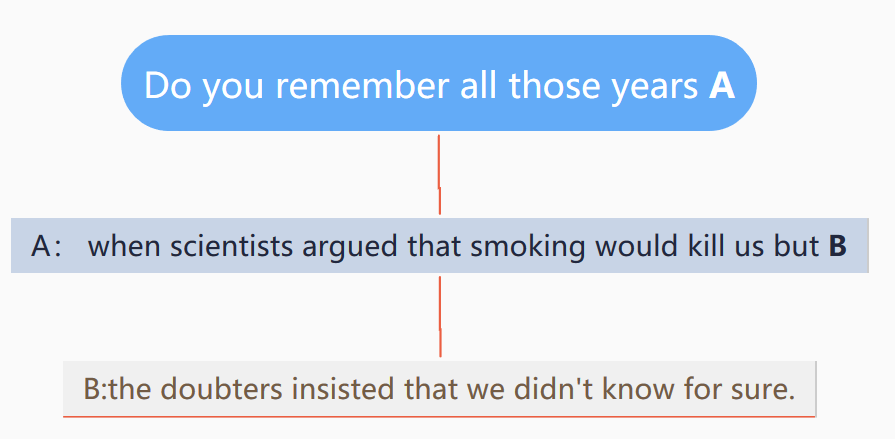 Do you remember all those years A
A： when scientists argued that smoking would kill us but B
B:the doubters insisted that we didn't know for sure.